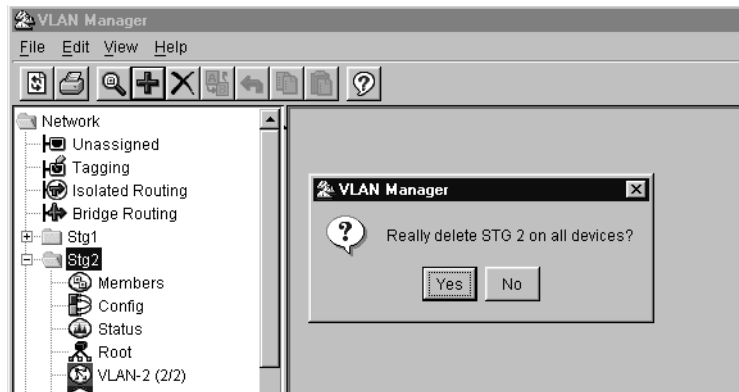 VLAN Manager
File Edit View Help
Network
Unassigned
Tagging
Isolated Routing
Bridge Routing
Stg1
Stg2
Members
Config
Status
Root
VLAN-2 (2/2)
VLAN Manager
Really delete STG 2 on all devices?
Yes No